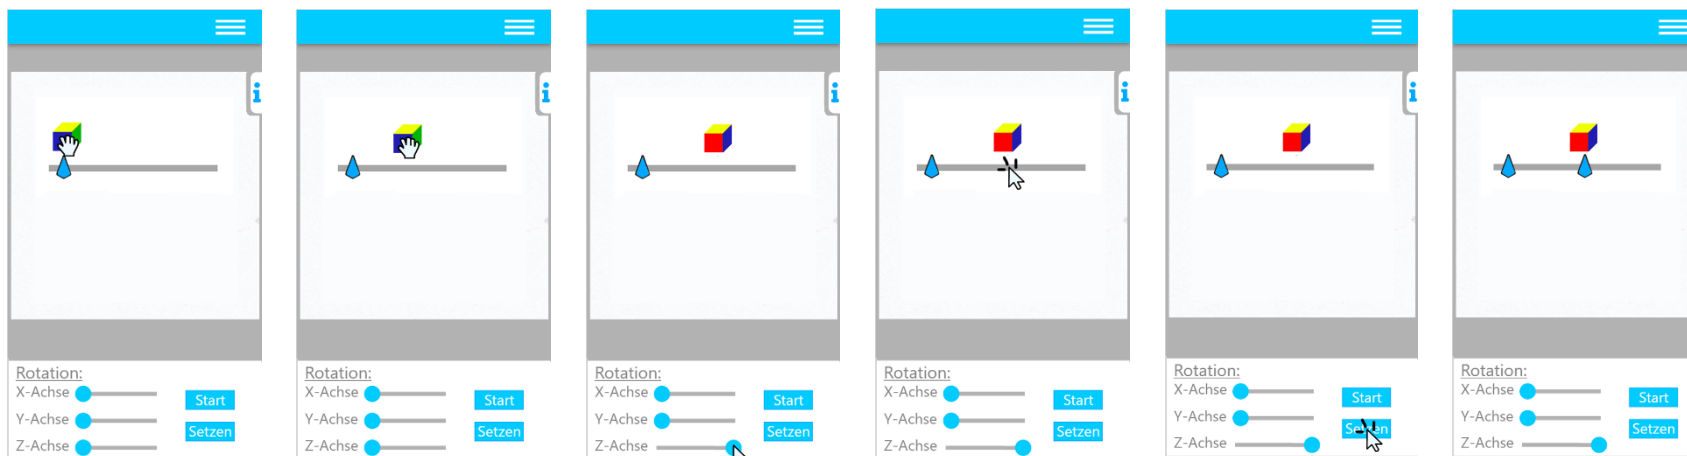 i
Rotation:
X-Achse
Start
Y-Achse
Setzen
Z-Achse
i
Rotation:
X-Achse
Start
Y-Achse
Setzen
Z-Achse
i
Rotation:
X-Achse
Start
Y-Achse
Setzen
Z-Achse
i
Rotation:
X-Achse
Start
Y-Achse
Setzen
Z-Achse
i
Rotation:
X-Achse
Start
Y-Achse
Setzen
Z-Achse
Rotation:
X-Achse
Start
Y-Achse
Setzen
Z-Achse